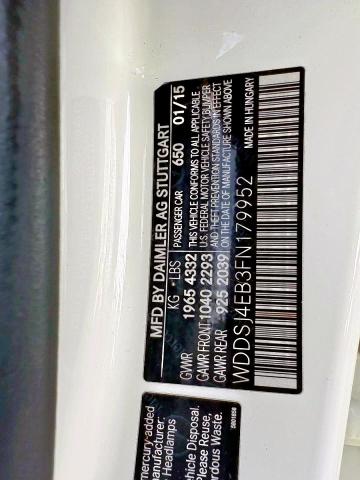 MFD BY DAIMLER AG STUTTGART
KG LBS PASSENGER CAR 650 01/15
GVWR 1965 4332 THIS VEHICLE CONFORMS TO ALL APPLICABLE
GAWR FRONT 1040 2293 U.S. FEDERAL MOTOR VEHICLE SAFETY BUMPER
GAWR REAR 925 2039 AND THEFT PREVENTION STANDARDS IN EFFECT
ON THE DATE OF MANUFACTURE SHOWN ABOVE
WDDSJ4EB3FN179952 MADE IN HUNGARY
mercury-added
Headlamps
Vehicle Disposal.
Please Reuse,
Hazardous Waste.